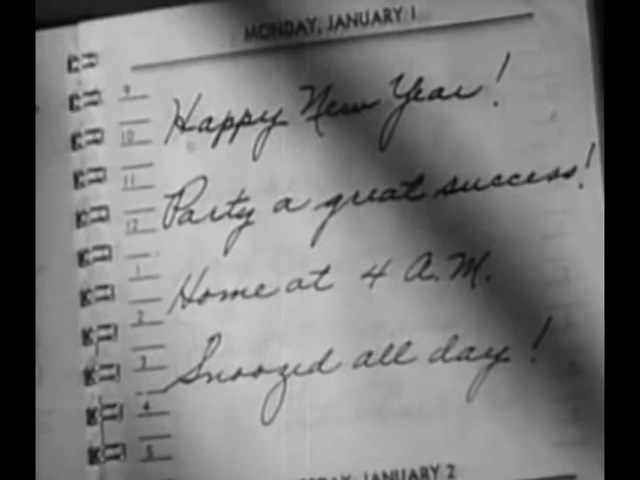 MONDAY, JANUARY 1
9
Happy New Year!
10
11
Party a great success!
12
1
Home at 4 A.M.
2
3
Snoozed all day!
4
5
JANUARY 2